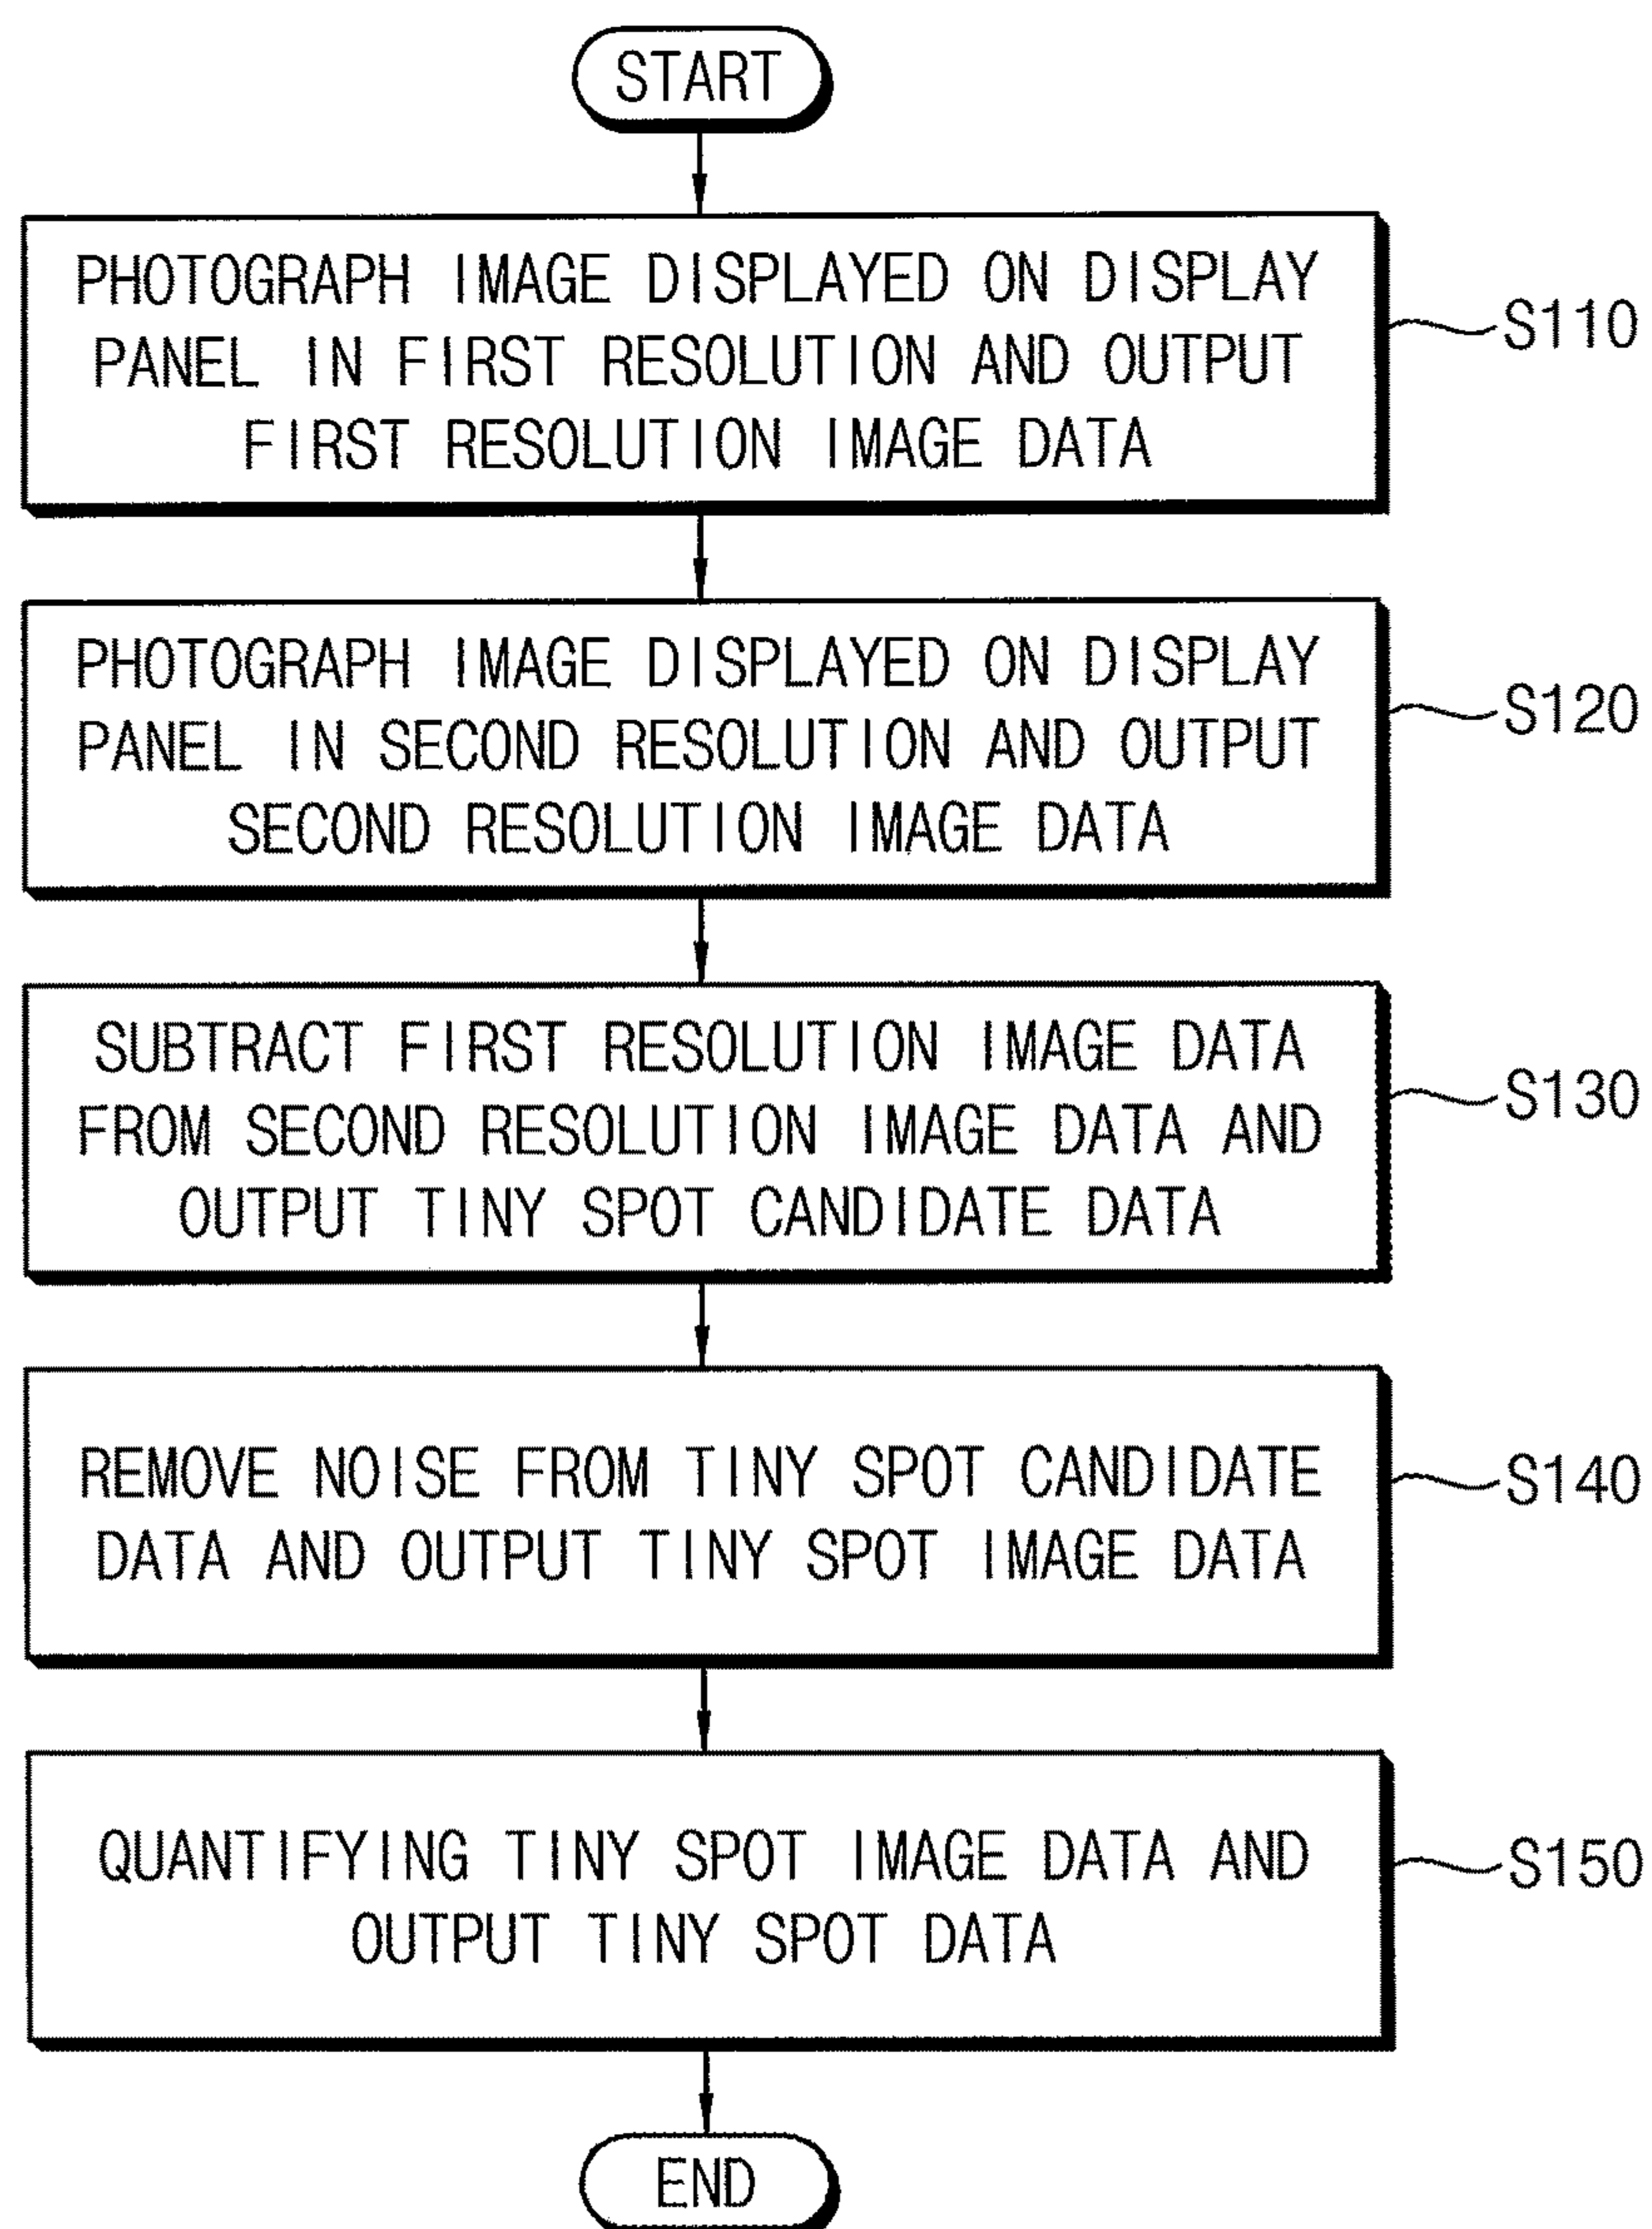 START
PHOTOGRAPH IMAGE DISPLAYED ON DISPLAY
PANEL IN FIRST RESOLUTION AND OUTPUT
FIRST RESOLUTION IMAGE DATA
S110
PHOTOGRAPH IMAGE DISPLAYED ON DISPLAY
PANEL IN SECOND RESOLUTION AND OUTPUT
SECOND RESOLUTION IMAGE DATA
S120
SUBTRACT FIRST RESOLUTION IMAGE DATA
FROM SECOND RESOLUTION IMAGE DATA AND
OUTPUT TINY SPOT CANDIDATE DATA
S130
REMOVE NOISE FROM TINY SPOT CANDIDATE
DATA AND OUTPUT TINY SPOT IMAGE DATA
S140
QUANTIFYING TINY SPOT IMAGE DATA AND
OUTPUT TINY SPOT DATA
S150
END